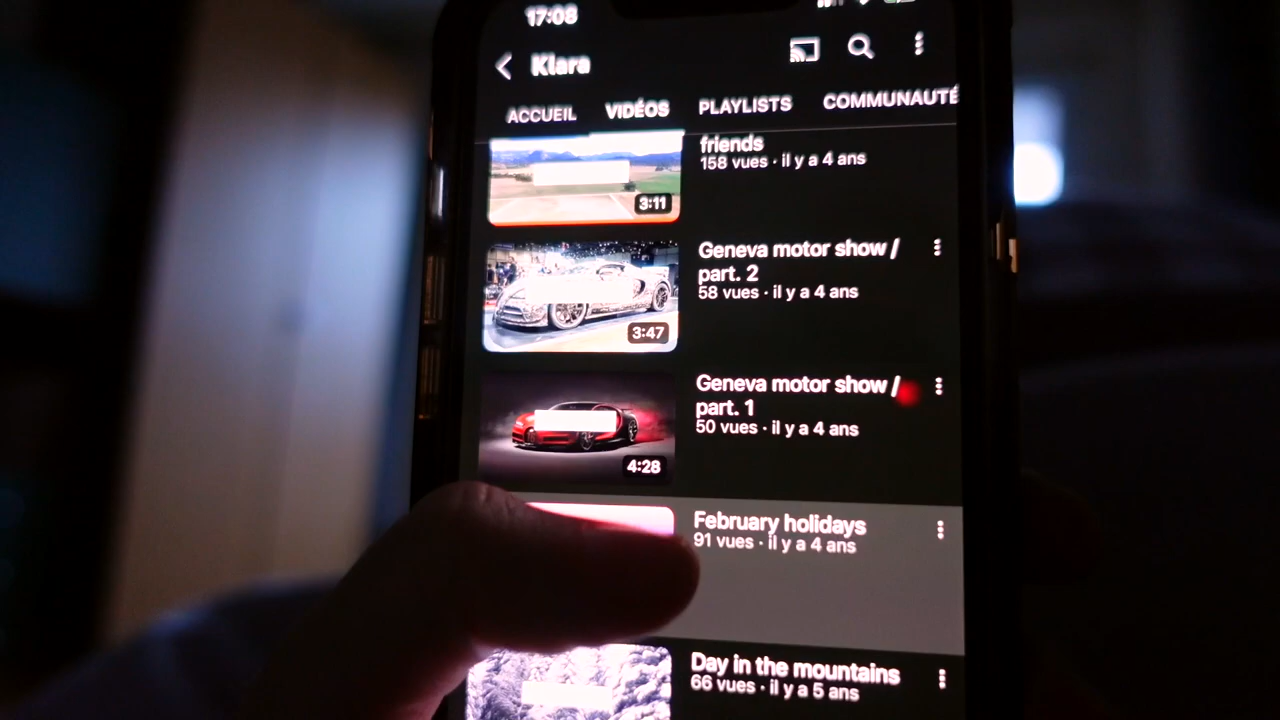 17:08
Klara
ACCUEIL VIDÉOS PLAYLISTS COMMUNAUTÉ
friends
158 vues · il y a 4 ans
3:11
Geneva motor show /
part. 2
58 vues · il y a 4 ans
3:47
Geneva motor show /
part. 1
50 vues · il y a 4 ans
4:28
February holidays
91 vues · il y a 4 ans
Day in the mountains
66 vues · il y a 5 ans